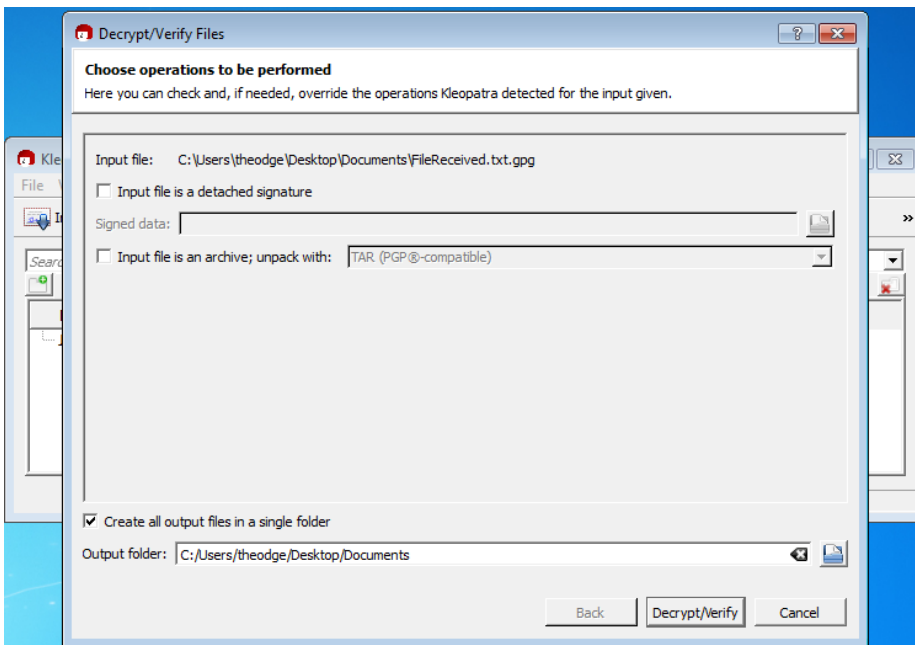 Decrypt/Verify Files
Choose operations to be performed
Here you can check and, if needed, override the operations Kleopatra detected for the input given.
Kle
File
Input file: C:\Users\theodge\Desktop\Documents\FileReceived.txt.gpg
Input file is a detached signature
Signed data:
Input file is an archive; unpack with: TAR (PGP®-compatible)
Create all output files in a single folder
Output folder: C:/Users/theodge/Desktop/Documents
Back Decrypt/Verify Cancel